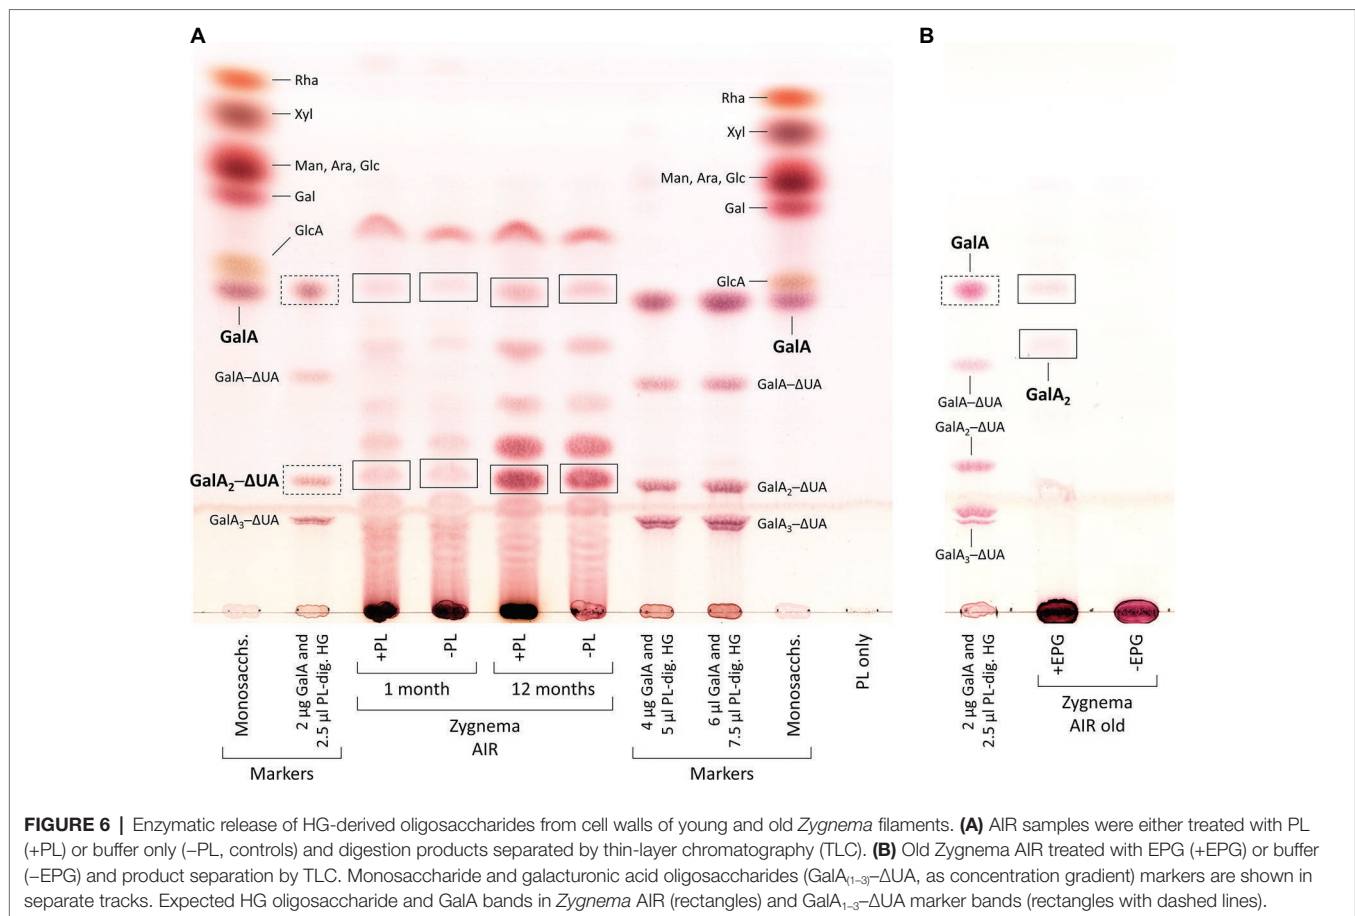 A
Rha
Xyl
Man, Ara, Glc
Gal
GlcA
GalA
GalA–ΔUA
GalA₂–ΔUA
GalA₃–ΔUA
Rha
Xyl
Man, Ara, Glc
Gal
GlcA
GalA
GalA–ΔUA
GalA₂–ΔUA
GalA₃–ΔUA
Monosacchs.
2 µg GalA and
2.5 µl PL-dig. HG
+PL
-PL
+PL
-PL
4 µg GalA and
5 µl PL-dig. HG
6 µl GalA and
7.5 µl PL-dig. HG
Monosacchs.
PL only
1 month
12 months
Zygnema
AIR
Markers
Markers
B
GalA
GalA₂
GalA–ΔUA
GalA₂–ΔUA
GalA₃–ΔUA
2 µg GalA and
2.5 µl PL-dig. HG
+EPG
-EPG
Zygnema
AIR old
FIGURE 6 | Enzymatic release of HG-derived oligosaccharides from cell walls of young and old Zygnema filaments. (A) AIR samples were either treated with PL
(+PL) or buffer only (−PL, controls) and digestion products separated by thin-layer chromatography (TLC). (B) Old Zygnema AIR treated with EPG (+EPG) or buffer
(−EPG) and product separation by TLC. Monosaccharide and galacturonic acid oligosaccharides (GalA₍₁₋₃₎–ΔUA, as concentration gradient) markers are shown in
separate tracks. Expected HG oligosaccharide and GalA bands in Zygnema AIR (rectangles) and GalA₁₋₃–ΔUA marker bands (rectangles with dashed lines).